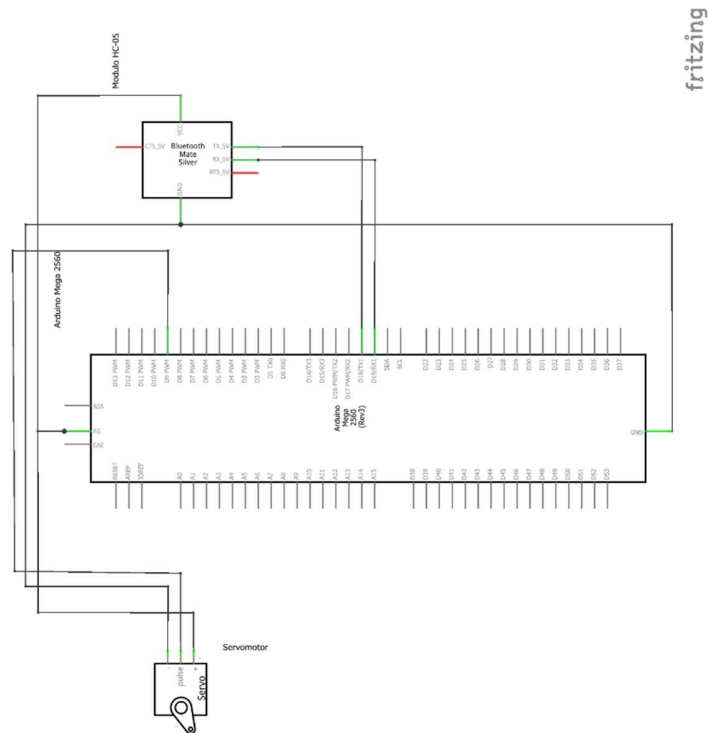 fritzing
Modulo HC-05
VCC
CTS_5V
Bluetooth
Mate
Silver
TX_5V
RX_5V
RTS_5V
GND
Arduino Mega 2560
D13 PWM
D12 PWM
D11 PWM
D10 PWM
D9 PWM
D8 PWM
D7 PWM
D6 PWM
D5 PWM
D4 PWM
D2 PWM
D3 PWM
D1 TX0
D0 RX0
D14/TX3
D15/RX3
D16 PWM/TX2
D17 PWM/RX2
D18/TX1
D19/RX1
SDA
SCL
D22
D23
D24
D25
D26
D27
D28
D29
D30
D31
D32
D33
D34
D35
D36
D37
VIN
5V
3V3
Arduino
Mega
2560
(Rev3)
GND
RESET
AREF
IOREF
A0
A1
A2
A3
A4
A5
A6
A7
A8
A9
A10
A11
A12
A13
A14
A15
D38
D39
D40
D41
D42
D43
D44
D45
D46
D47
D48
D49
D50
D51
D52
D53
Servomotor
-
pulse
+
Servo